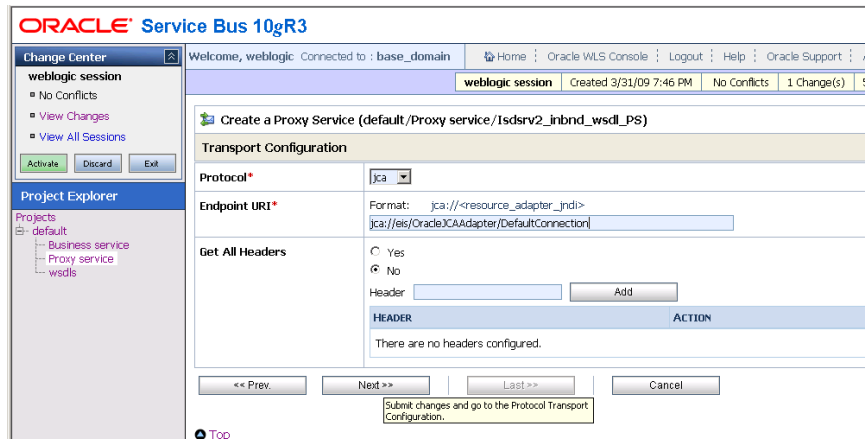 ORACLE Service Bus 10gR3
Change Center
weblogic session
No Conflicts
View Changes
View All Sessions
Activate Discard Exit
Project Explorer
Projects
default
Business service
Proxy service
wsdls
Welcome, weblogic Connected to : base_domain Home Oracle WLS Console Logout Help Oracle Support
weblogic session Created 3/31/09 7:46 PM No Conflicts 1 Change(s)
Create a Proxy Service (default/Proxy service/Isdsrv2_inbnd_wsdl_PS)
Transport Configuration
Protocol* jca
Endpoint URI* Format: jca://<resource_adapter_jndi>
jca://eis/OracleJCAAdapter/DefaultConnection
Get All Headers Yes
No
Header Add
HEADER ACTION
There are no headers configured.
<< Prev. Next >> Last >> Cancel
Submit changes and go to the Protocol Transport
Configuration.
Top